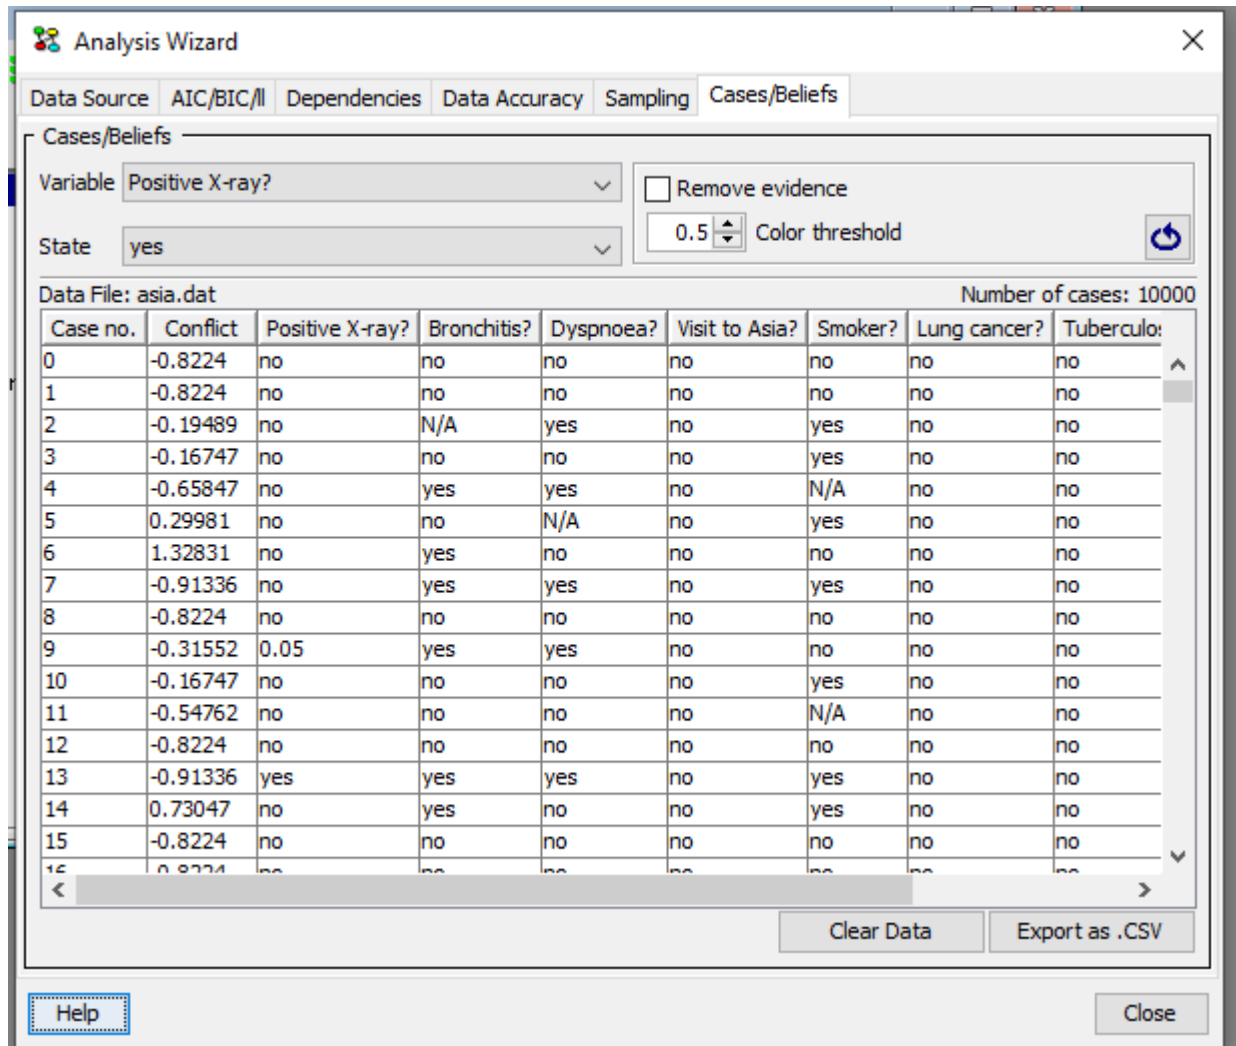 Analysis Wizard
Data Source AIC/BIC/ll Dependencies Data Accuracy Sampling Cases/Beliefs
Cases/Beliefs
Variable Positive X-ray? Remove evidence
0.5 Color threshold
State yes
Data File: asia.dat Number of cases: 10000
Case no. Conflict Positive X-ray? Bronchitis? Dyspnoea? Visit to Asia? Smoker? Lung cancer? Tuberculos
0 -0.8224 no no no no no no no
1 -0.8224 no no no no no no no
2 -0.19489 no N/A yes no yes no no
3 -0.16747 no no no no yes no no
4 -0.65847 no yes yes no N/A no no
5 0.29981 no no N/A no yes no no
6 1.32831 no yes no no no no no
7 -0.91336 no yes yes no yes no no
8 -0.8224 no no no no no no no
9 -0.31552 0.05 yes yes no no no no
10 -0.16747 no no no no yes no no
11 -0.54762 no no no no N/A no no
12 -0.8224 no no no no no no no
13 -0.91336 yes yes yes no yes no no
14 0.73047 no yes no no yes no no
15 -0.8224 no no no no no no no
16 -0.8224 no no no no no no no
Clear Data Export as .CSV
Help Close